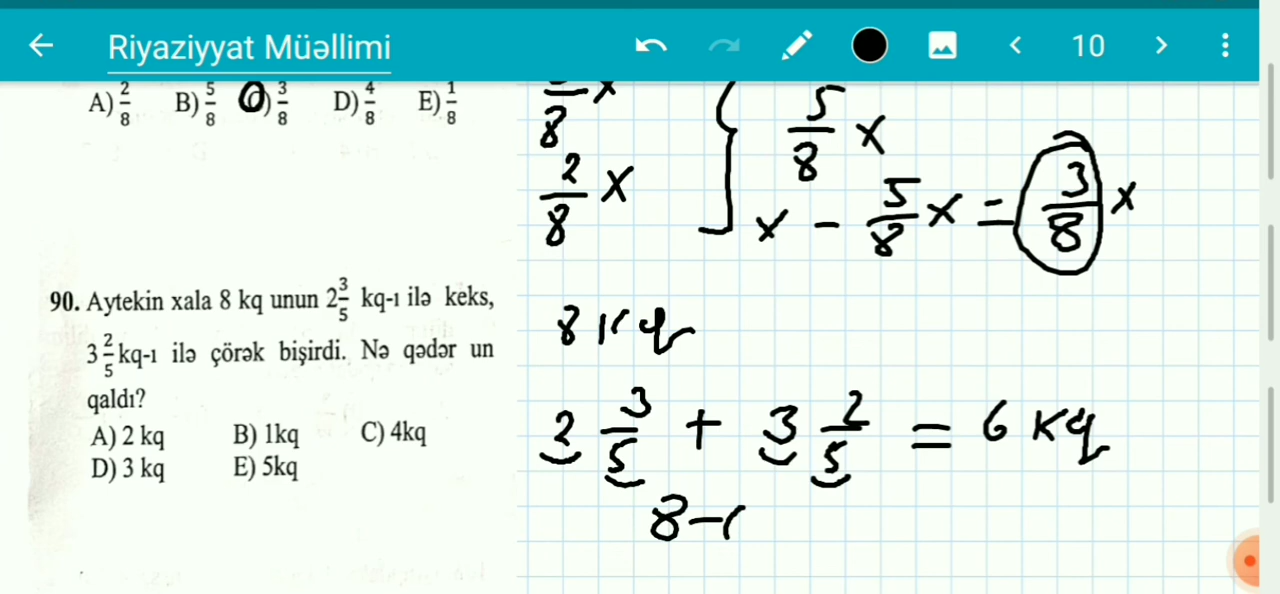 Riyaziyyat Müəllimi
10
A) 2/8 B) 5/8 C) 3/8 D) 4/8 E) 1/8
/8 x
2/8 x
5/8 x
x - 5/8 x = 3/8 x
90. Aytekin xala 8 kq unun 2 3/5 kq-ı ilə keks,
3 2/5 kq-ı ilə çörək bişirdi. Nə qədər un
qaldı?
A) 2 kq B) 1kq C) 4kq
D) 3 kq E) 5kq
8 kq
2 3/5 + 3 2/5 = 6 kq
8-